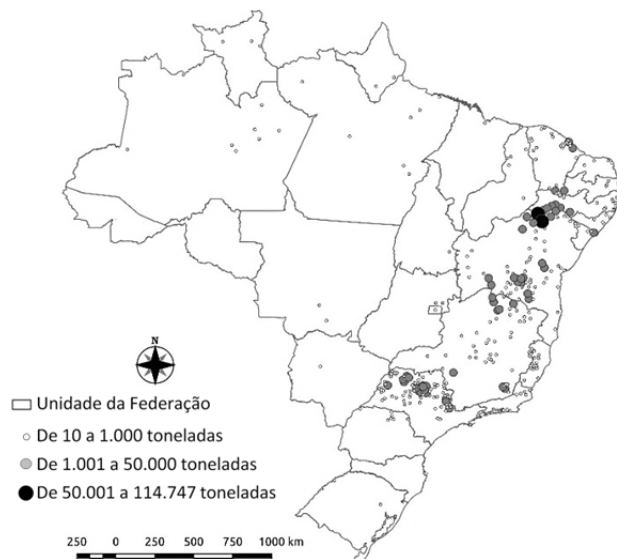 N
Unidade da Federação
De 10 a 1.000 toneladas
De 1.001 a 50.000 toneladas
De 50.001 a 114.747 toneladas
250 0 250 500 750 1000 km